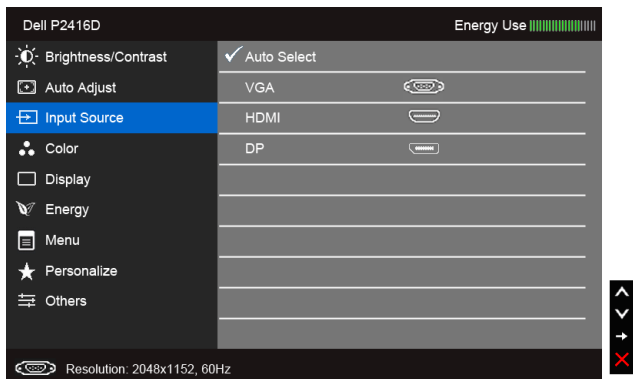 Dell P2416D Energy Use
Brightness/Contrast Auto Select
Auto Adjust VGA
Input Source HDMI
Color DP
Display
Energy
Menu
Personalize
Others
Resolution: 2048x1152, 60Hz